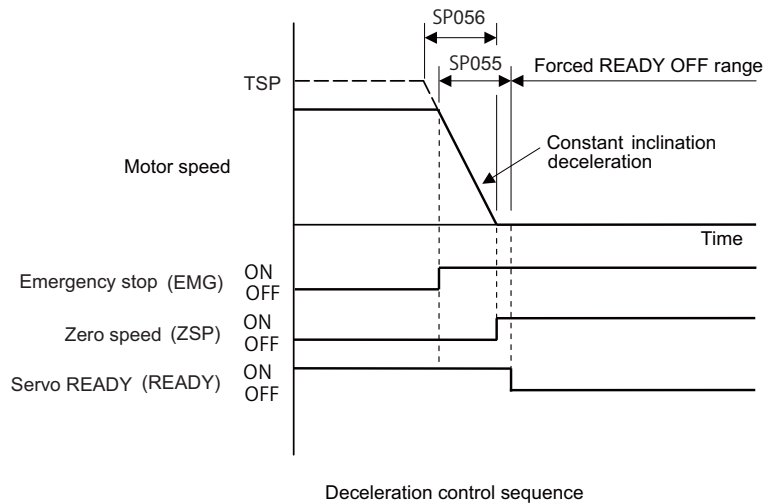 SP056
SP055
Forced READY OFF range
TSP
Constant inclination
deceleration
Motor speed
Time
Emergency stop (EMG)
ON
OFF
Zero speed (ZSP)
ON
OFF
Servo READY (READY)
ON
OFF
Deceleration control sequence